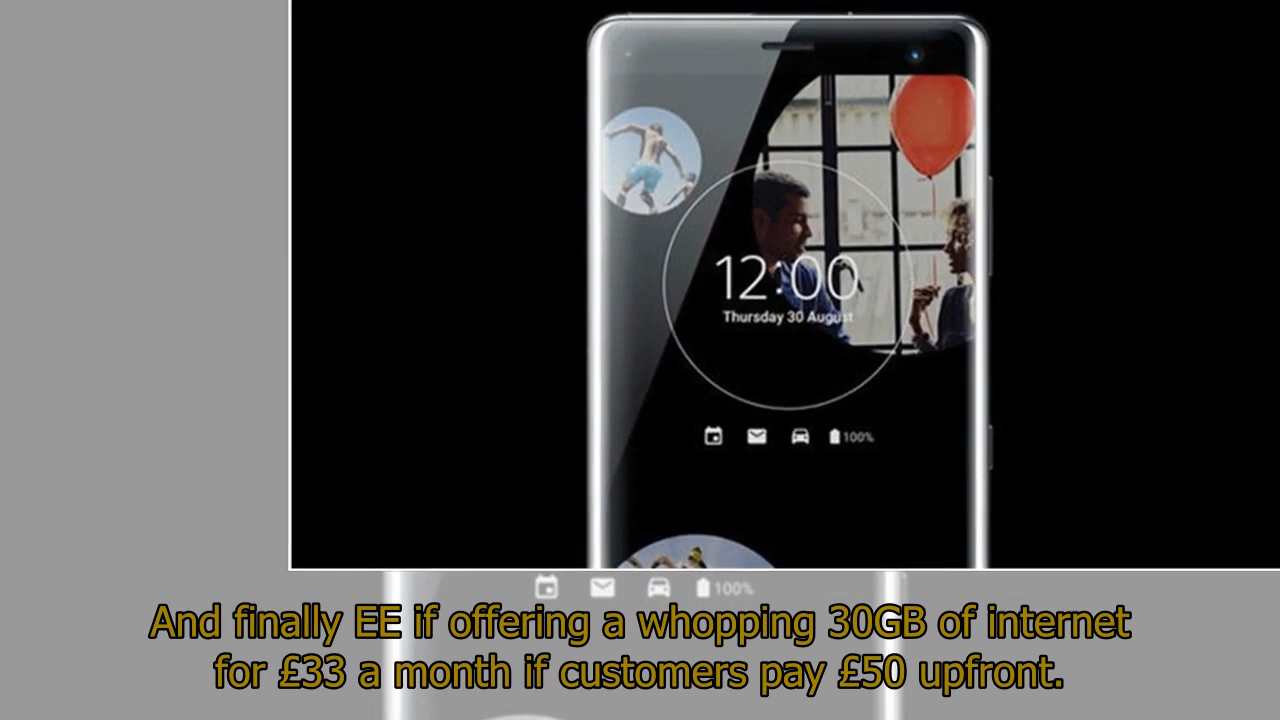 12:00
Thursday 30 August
100%
100%
And finally EE if offering a whopping 30GB of internet
for £33 a month if customers pay £50 upfront.